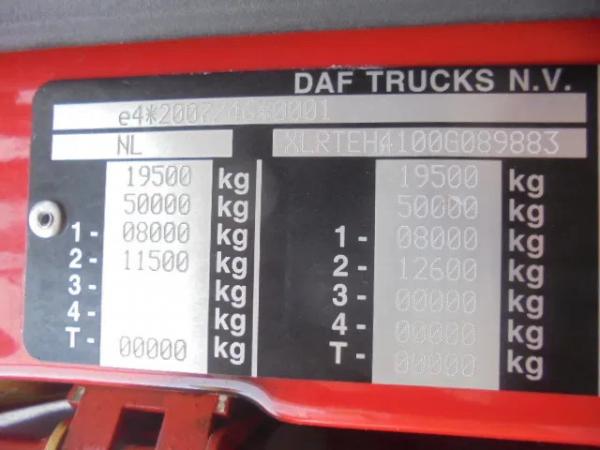 DAF TRUCKS N.V.
e4*2007/46*0001
NL XLRTEH4100G089883
19500 kg 19500 kg
50000 kg 50000 kg
1 - 08000 kg 1 - 08000 kg
2 - 11500 kg 2 - 12600 kg
3 - kg 3 - 00000 kg
4 - kg 4 - 00000 kg
T - 00000 kg T - 00000 kg